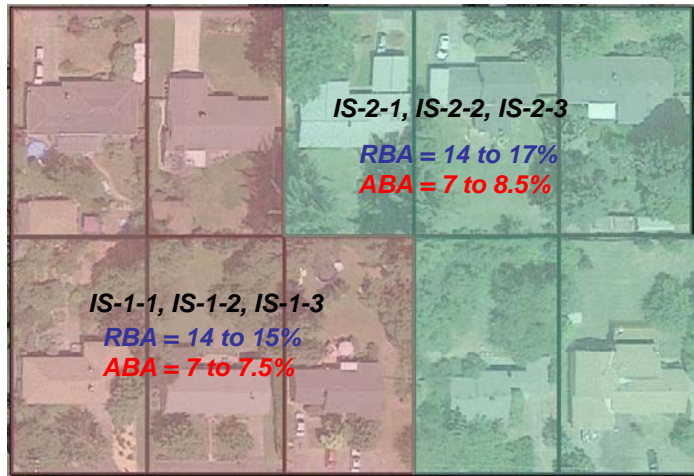 IS-2-1, IS-2-2, IS-2-3
RBA = 14 to 17%
ABA = 7 to 8.5%
IS-1-1, IS-1-2, IS-1-3
RBA = 14 to 15%
ABA = 7 to 7.5%